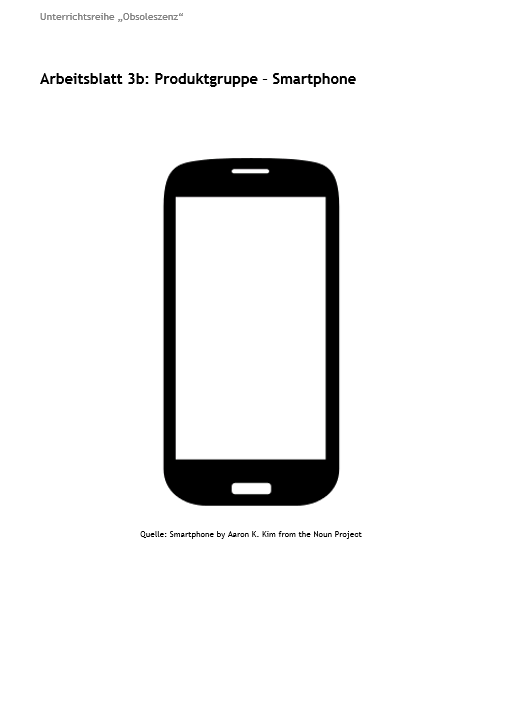 Unterrichtsreihe „Obsoleszenz“
Arbeitsblatt 3b: Produktgruppe – Smartphone
Quelle: Smartphone by Aaron K. Kim from the Noun Project